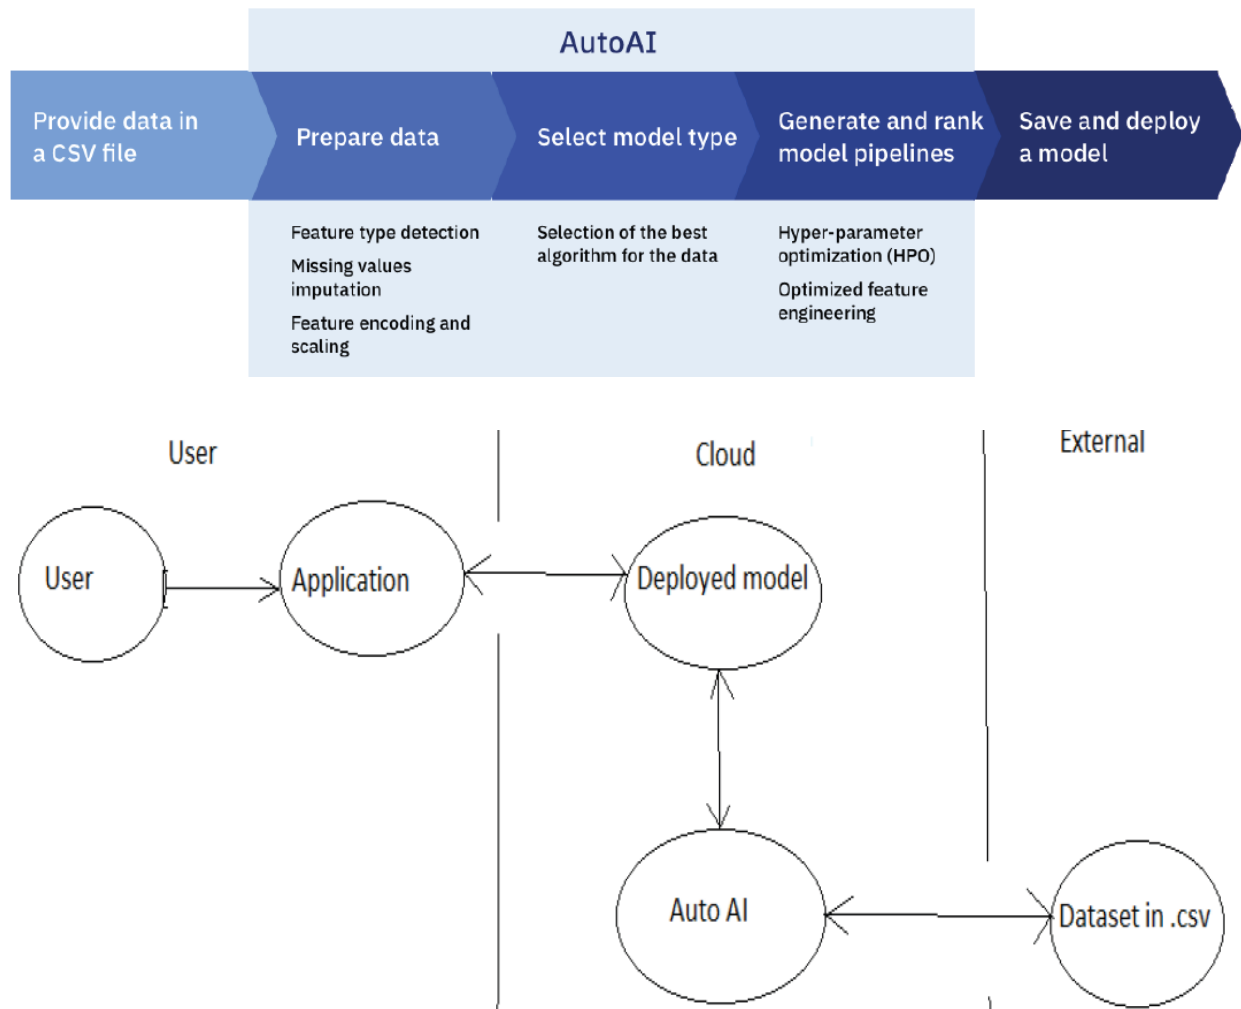 AutoAI
Provide data in
a CSV file
Prepare data
Select model type
Generate and rank
model pipelines
Save and deploy
a model
Feature type detection
Missing values
imputation
Feature encoding and
scaling
Selection of the best
algorithm for the data
Hyper-parameter
optimization (HPO)
Optimized feature
engineering
User
Cloud
External
User
Application
Deployed model
Auto AI
Dataset in .csv